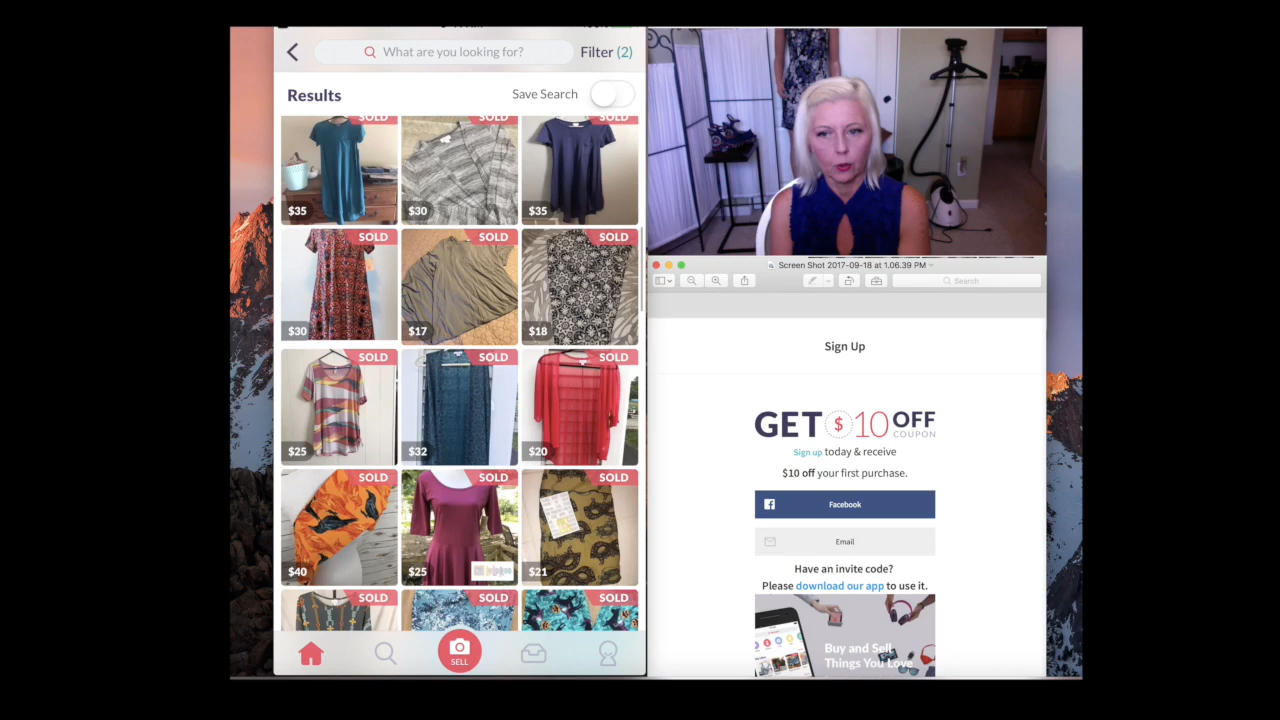 What are you looking for?
Filter (2)
Results
Save Search
SOLD
SOLD
SOLD
$35
$30
$35
SOLD
SOLD
SOLD
$30
$17
$18
SOLD
SOLD
SOLD
$25
$32
$20
SOLD
SOLD
SOLD
$40
$25
$21
SOLD
SOLD
SOLD
SELL
Screen Shot 2017-09-18 at 1.06.39 PM
Search
Sign Up
GET $10 OFF
COUPON
Sign up today & receive
$10 off your first purchase.
Facebook
Email
Have an invite code?
Please download our app to use it.
Buy and Sell
Things You Love